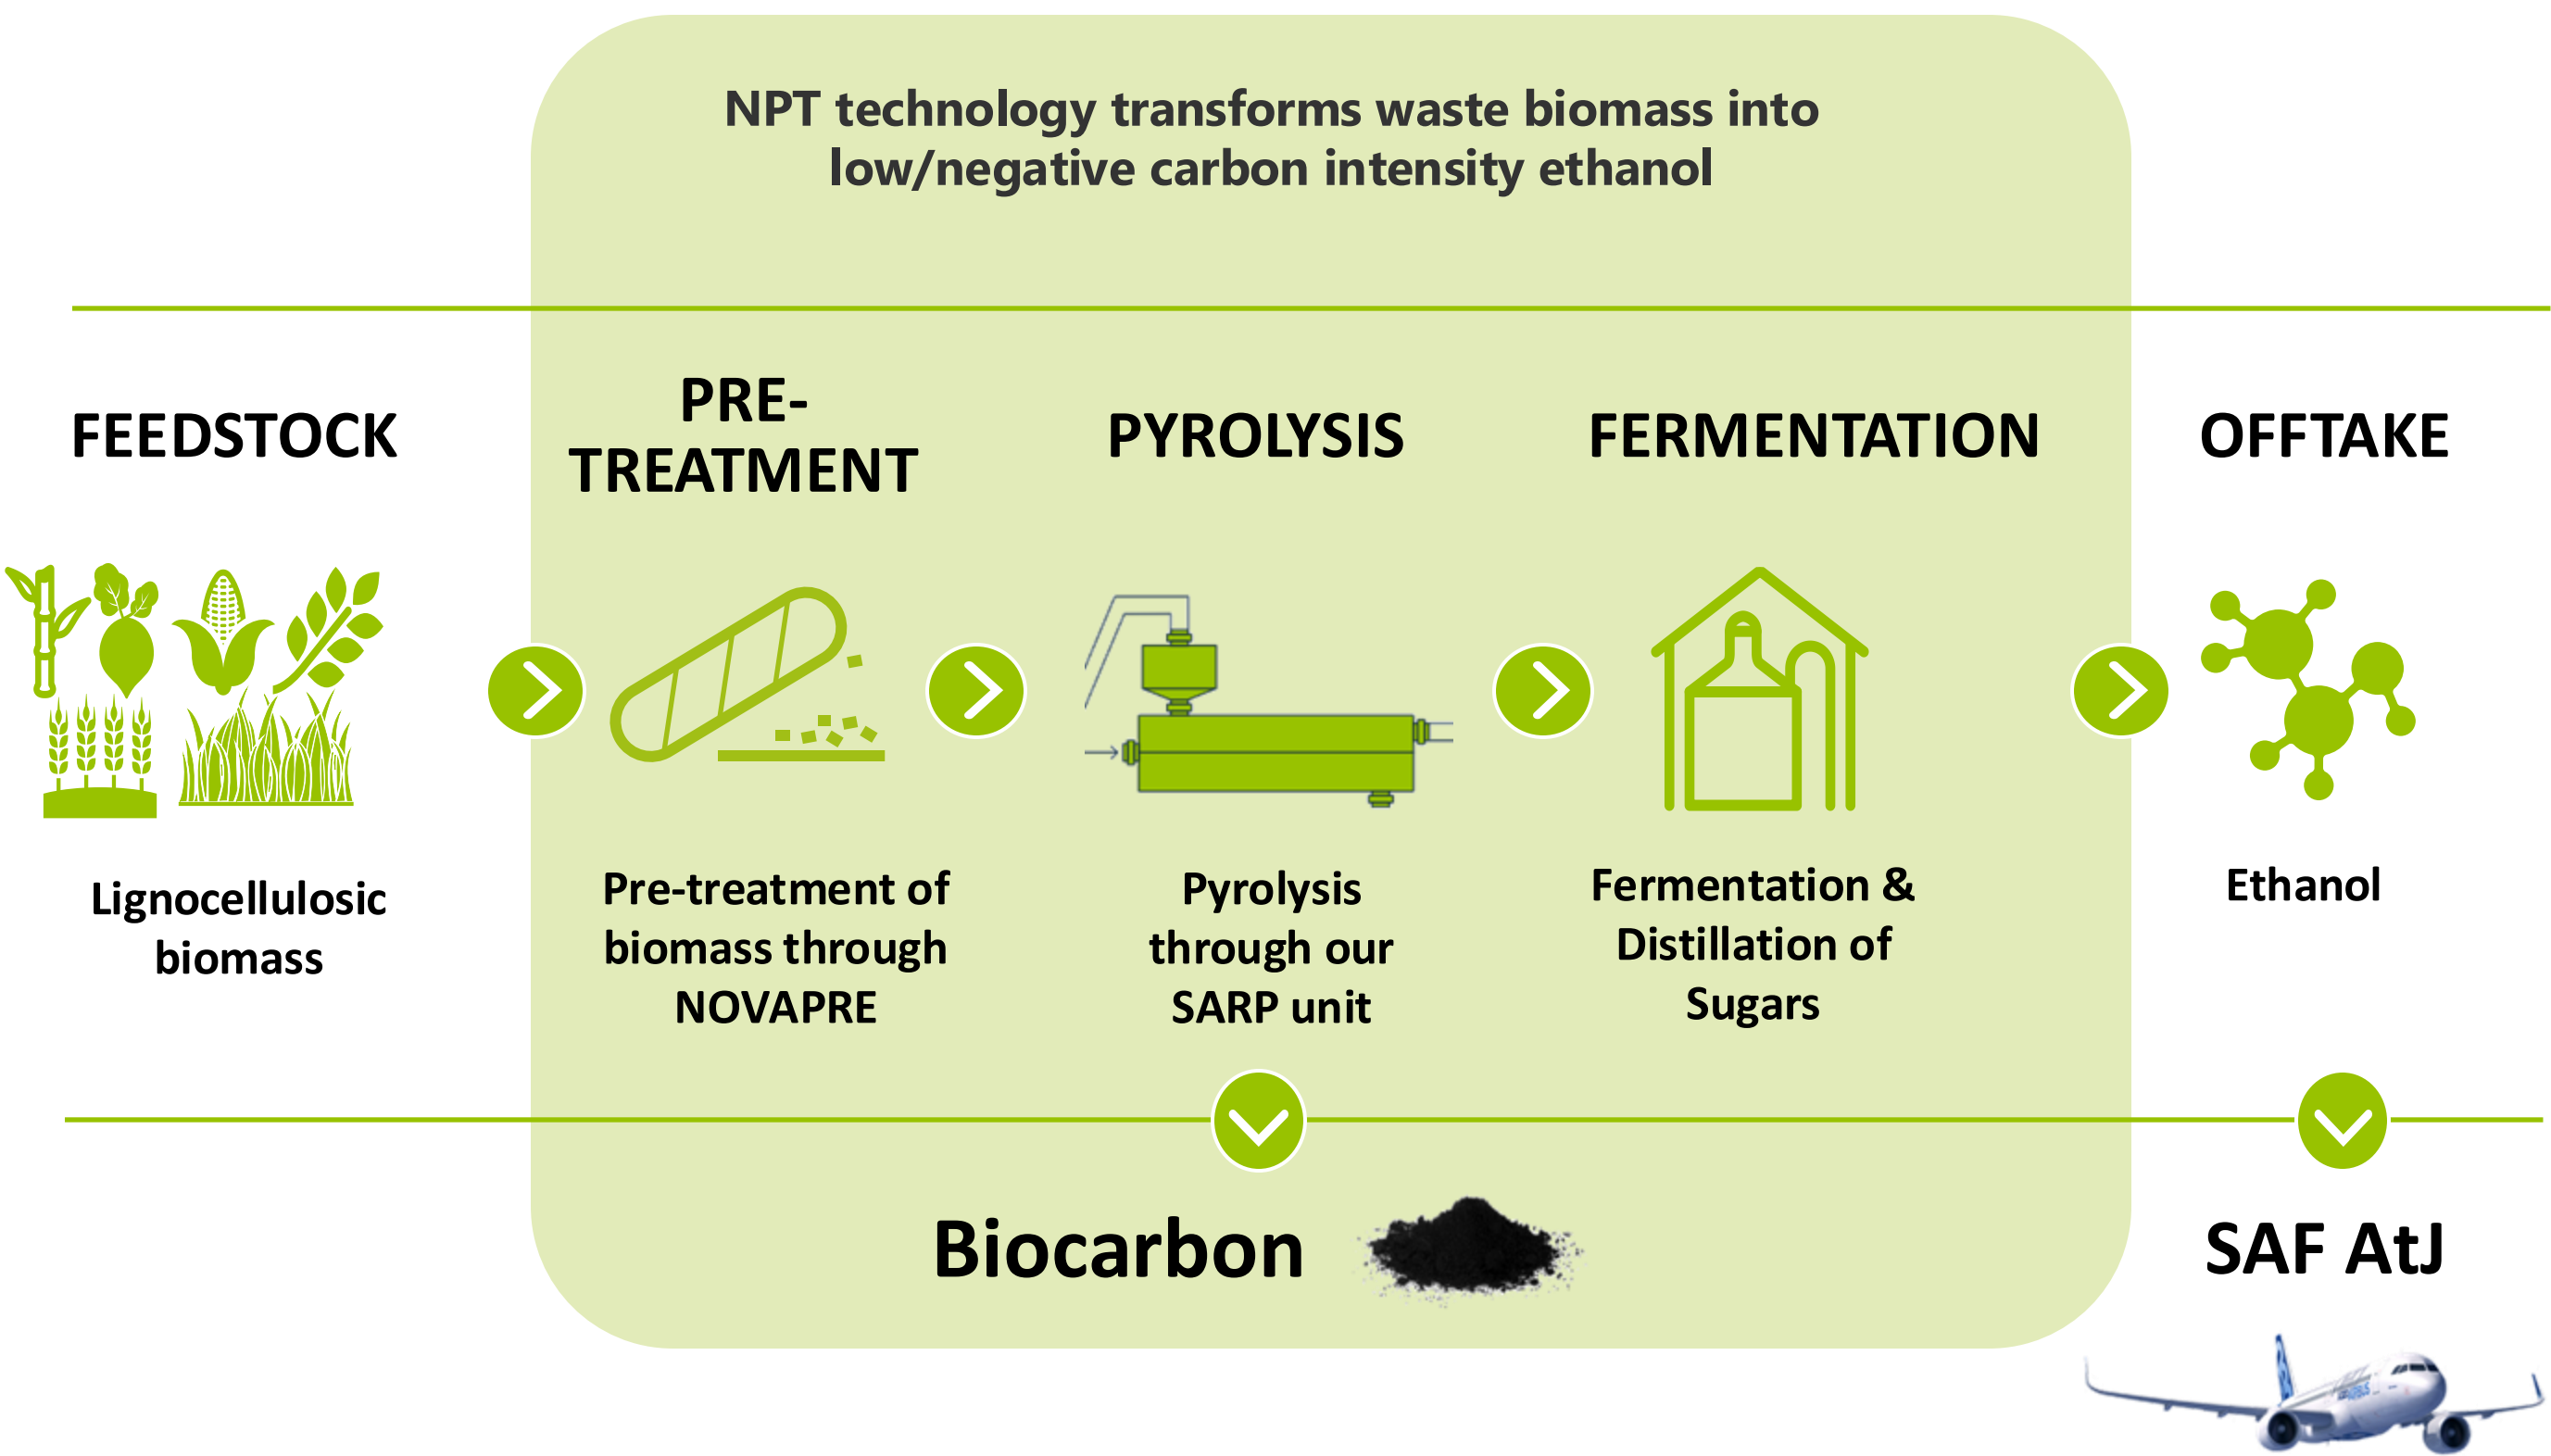 NPT technology transforms waste biomass into
low/negative carbon intensity ethanol
FEEDSTOCK
PRE-
TREATMENT
PYROLYSIS
FERMENTATION
OFFTAKE
Lignocellulosic
biomass
Pre-treatment of
biomass through
NOVAPRE
Pyrolysis
through our
SARP unit
Fermentation &
Distillation of
Sugars
Ethanol
Biocarbon
SAF AtJ